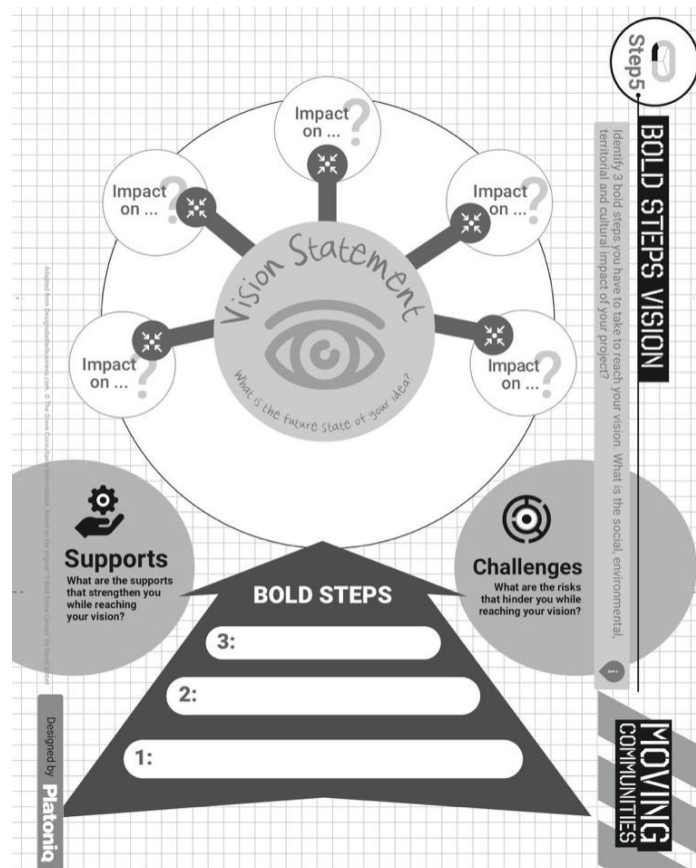 Step5
BOLD STEPS VISION
Identify 3 bold steps you have to take to reach your vision. What is the social, environmental,
territorial and cultural impact of your project?
Impact
on ...
?
Impact
on ...
?
Impact
on ...
?
Impact
on ...
?
Impact
on ...
?
Vision Statement
What is the future state of your idea?
Supports
What are the supports
that strengthen you
while reaching
your vision?
Challenges
What are the risks
that hinder you while
reaching your vision?
BOLD STEPS
3:
2:
1:
i
MOVING
COMMUNITIES
Designed by Platoniq